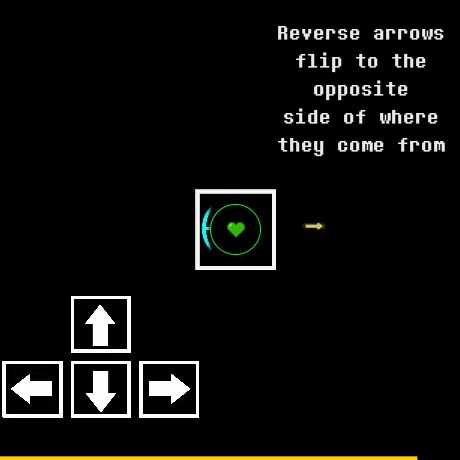 Reverse arrows
flip to the
opposite
side of where
they come from